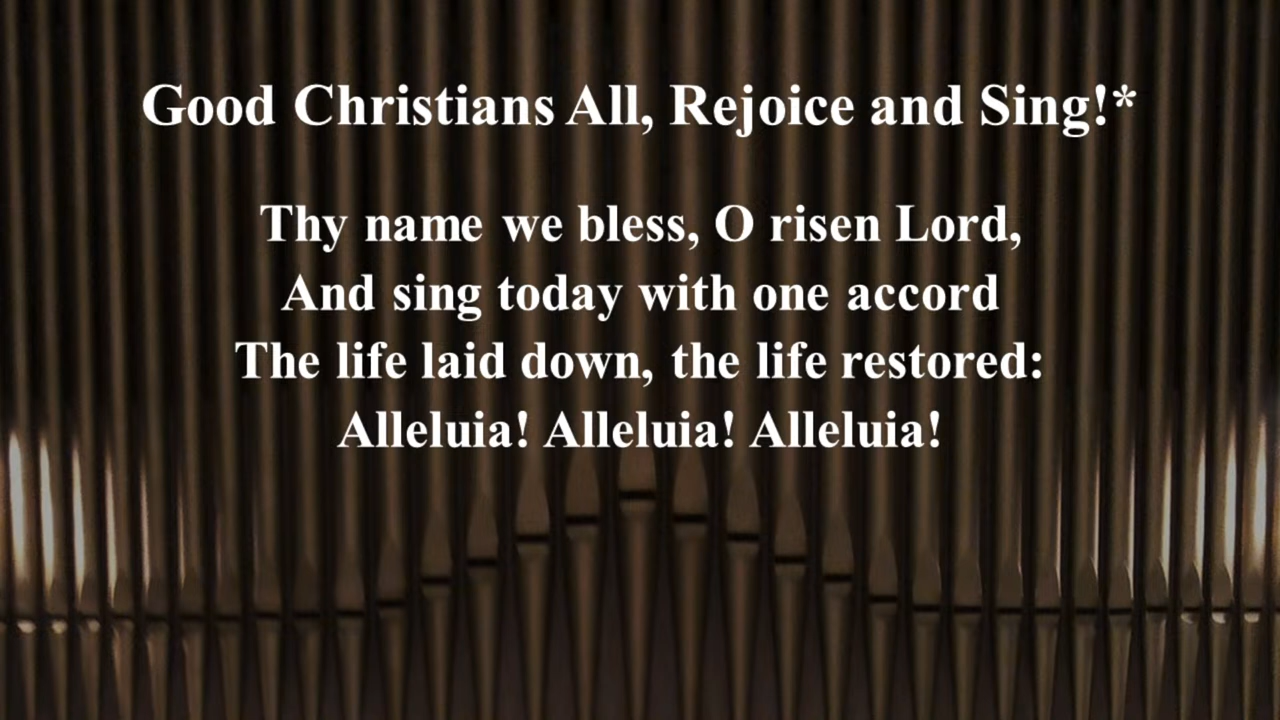 Good Christians All, Rejoice and Sing!*
Thy name we bless, O risen Lord,
And sing today with one accord
The life laid down, the life restored:
Alleluia! Alleluia! Alleluia!